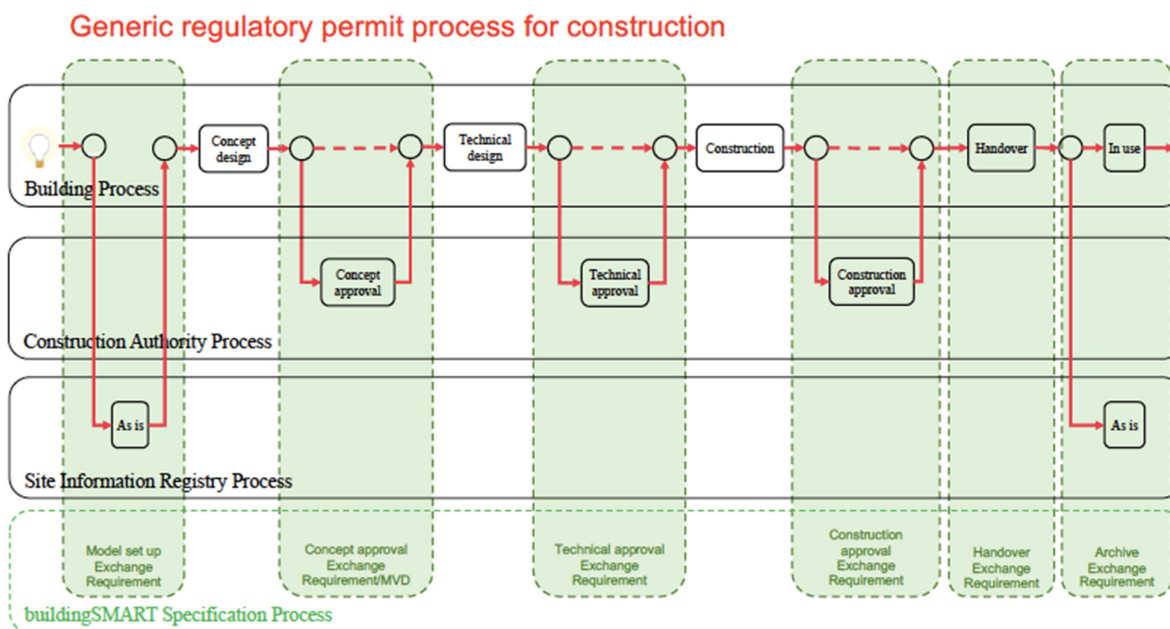 Generic regulatory permit process for construction
Concept
design
Technical
design
Construction
Handover
In use
Building Process
Concept
approval
Technical
approval
Construction
approval
Construction Authority Process
As is
As is
Site Information Registry Process
Model set up
Exchange
Requirement
Concept approval
Exchange
Requirement/MVD
Technical approval
Exchange
Requirement
Construction
approval
Exchange
Requirement
Handover
Exchange
Requirement
Archive
Exchange
Requirement
buildingSMART Specification Process